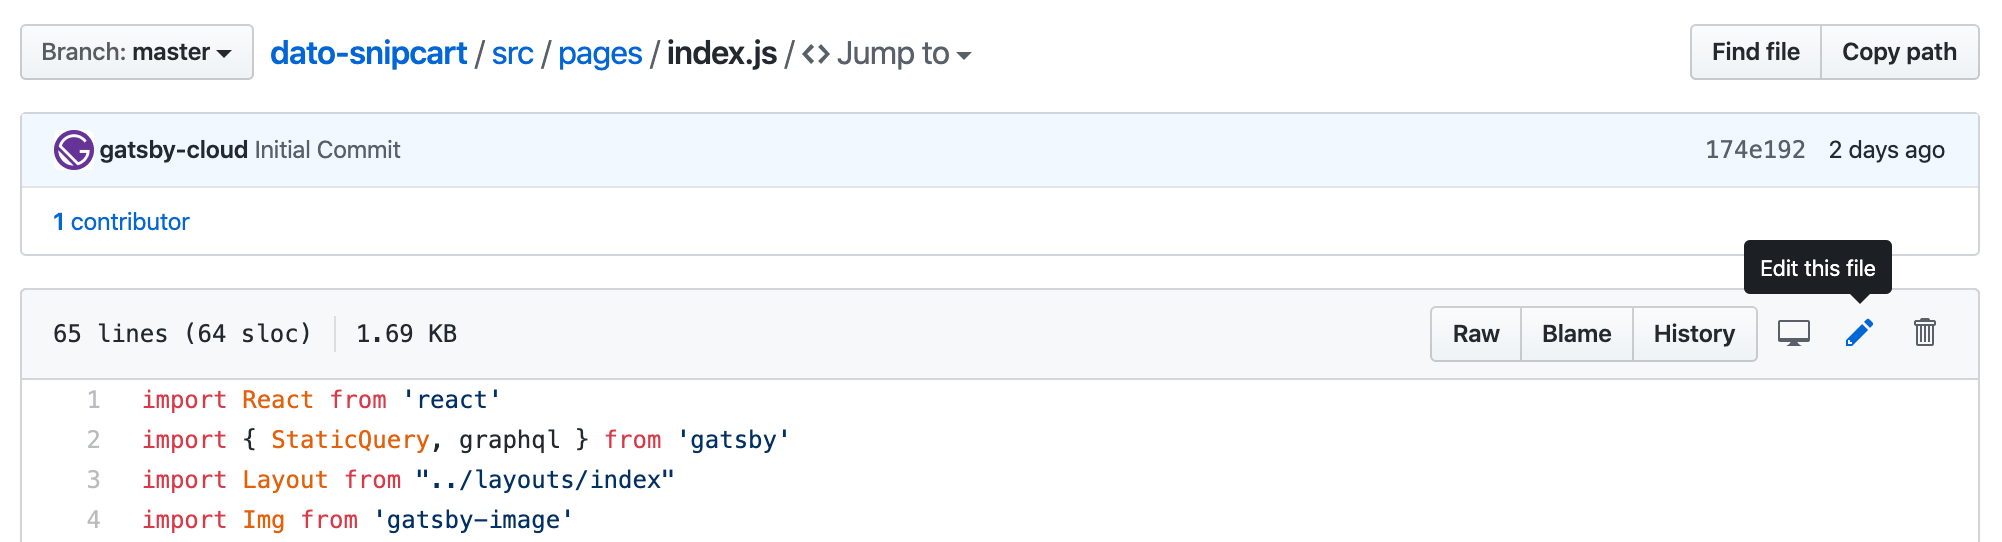 Branch: master dato-snipcart / src / pages / index.js / <> Jump to Find file Copy path
gatsby-cloud Initial Commit 174e192 2 days ago
1 contributor
Edit this file
65 lines (64 sloc) 1.69 KB Raw Blame History
1 import React from 'react'
2 import { StaticQuery, graphql } from 'gatsby'
3 import Layout from "../layouts/index"
4 import Img from 'gatsby-image'